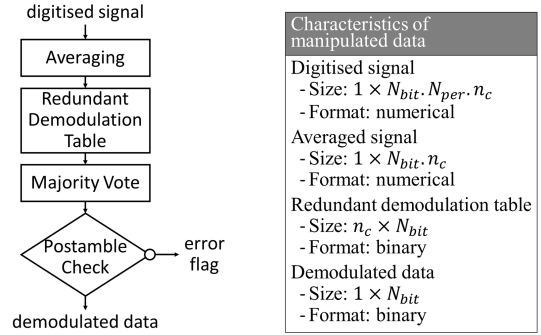 digitised signal
Averaging
Redundant
Demodulation
Table
Majority Vote
Postamble
Check
error
flag
demodulated data
Characteristics of
manipulated data
Digitised signal
- Size: 1 × N_bit.N_per.n_c
- Format: numerical
Averaged signal
- Size: 1 × N_bit.n_c
- Format: numerical
Redundant demodulation table
- Size: n_c × N_bit
- Format: binary
Demodulated data
- Size: 1 × N_bit
- Format: binary